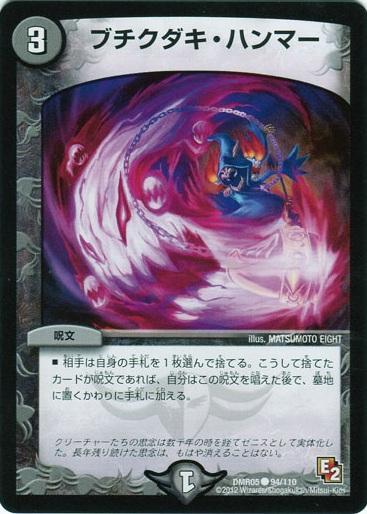 3
ブチクダキ・ハンマー
illus. MATSUMOTO EIGHT
呪文
■ 相手は自身の手札を1枚選んで捨てる。こうして捨てた
カードが呪文であれば、自分はこの呪文を唱えた後で、墓地
に置くかわりに手札に加える。
クリーチャーたちの思念は数千年の時を経てゼニスとして実体化し
た。長年残り続けた思念は、もはや消えることはない。
1
DMR05 ● 94/110
©2012 Wizards/Shogakukan/Mitsui-Kids
E2